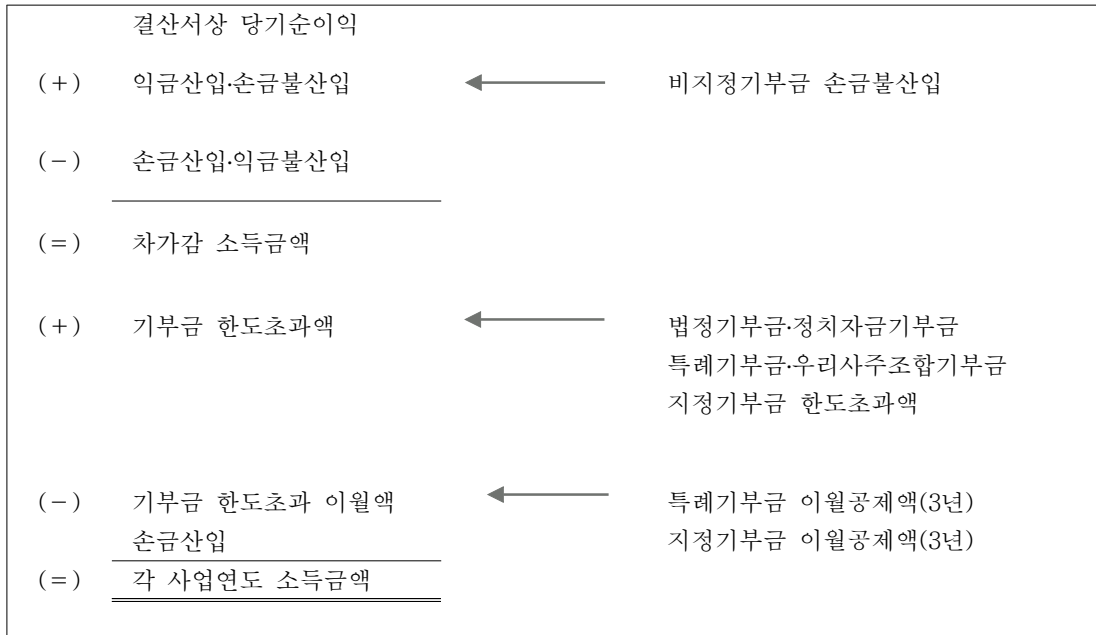 결산서상 당기순이익
(+) 익금산입·손금불산입 비지정기부금 손금불산입
(-) 손금산입·익금불산입
(=) 차가감 소득금액
(+) 기부금 한도초과액 법정기부금·정치자금기부금
특례기부금·우리사주조합기부금
지정기부금 한도초과액
(-) 기부금 한도초과 이월액 특례기부금 이월공제액(3년)
손금산입 지정기부금 이월공제액(3년)
(=) 각 사업연도 소득금액